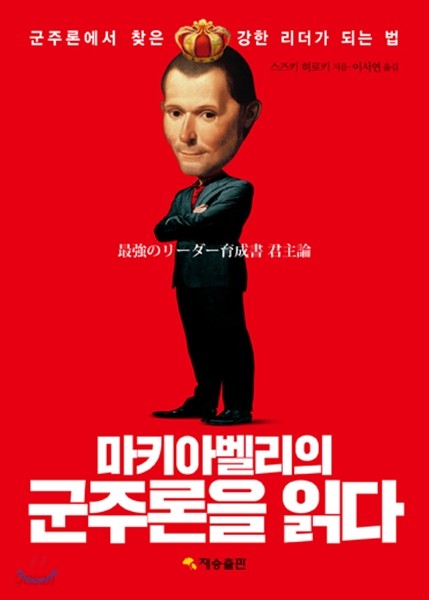 군주론에서 찾은 강한 리더가 되는 법
스즈키 히로키 지음·이서연 옮김
最強のリーダー育成書 君主論
마키아벨리의
군주론을 읽다
재승출판